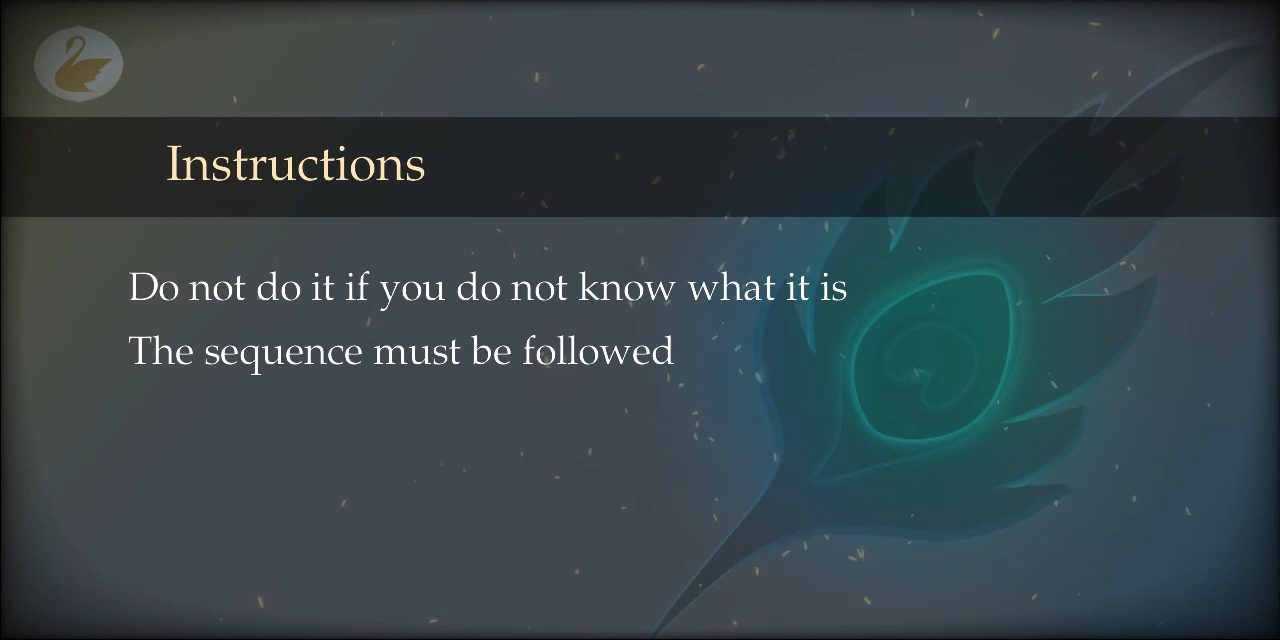 Instructions
Do not do it if you do not know what it is
The sequence must be followed